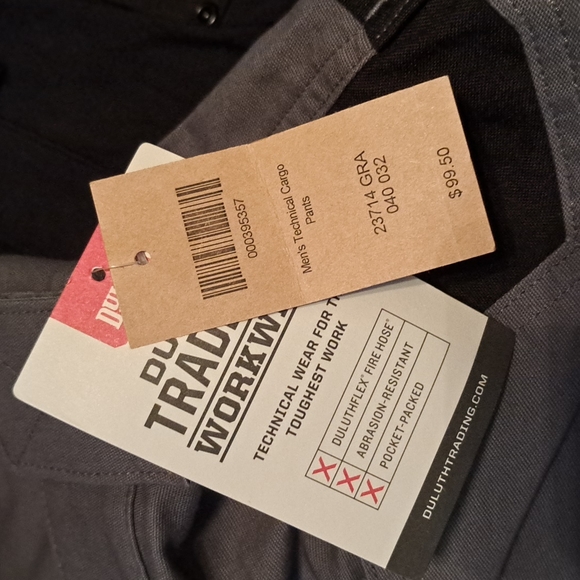 000395357
Men's Technical Cargo
Pants
23714 GRA
040 032
$99.50
TECHNICAL WEAR FOR
TOUGHEST WORK
DULUTHFLEX® FIRE HOSE®
ABRASION-RESISTANT
POCKET-PACKED
DULUTHTRADING.COM